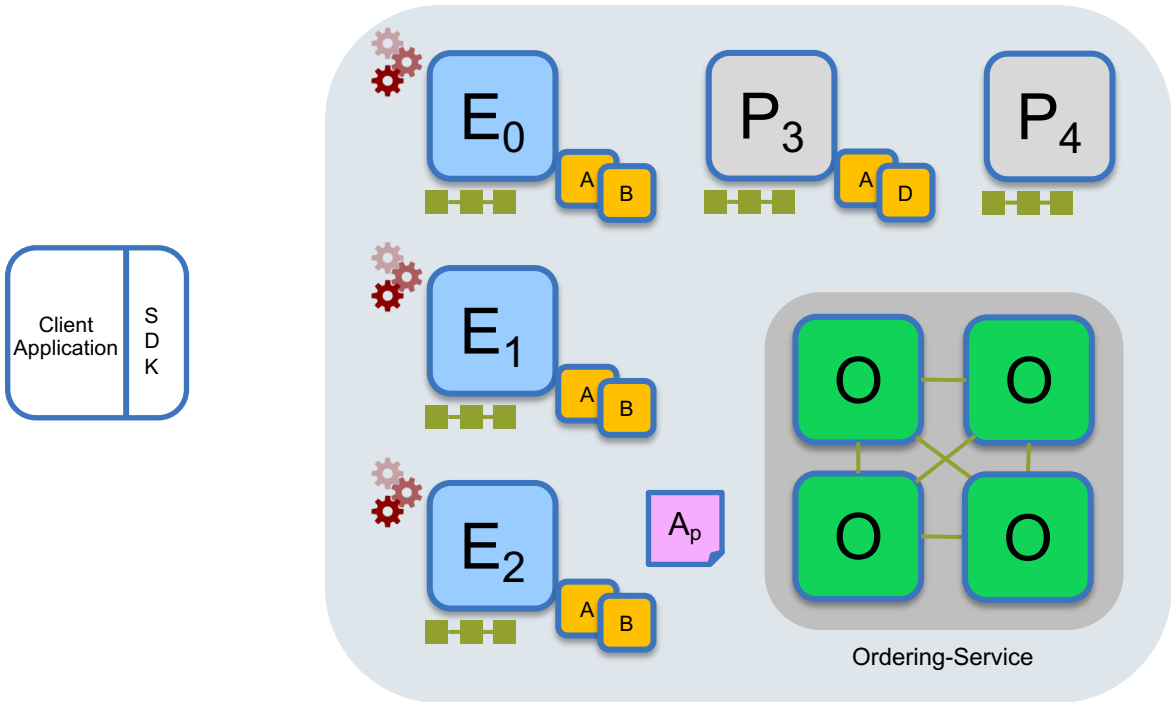 E0
A
B
P3
A
D
P4
Client
Application
S
D
K
E1
A
B
O
O
E2
A
B
Ap
O
O
Ordering-Service